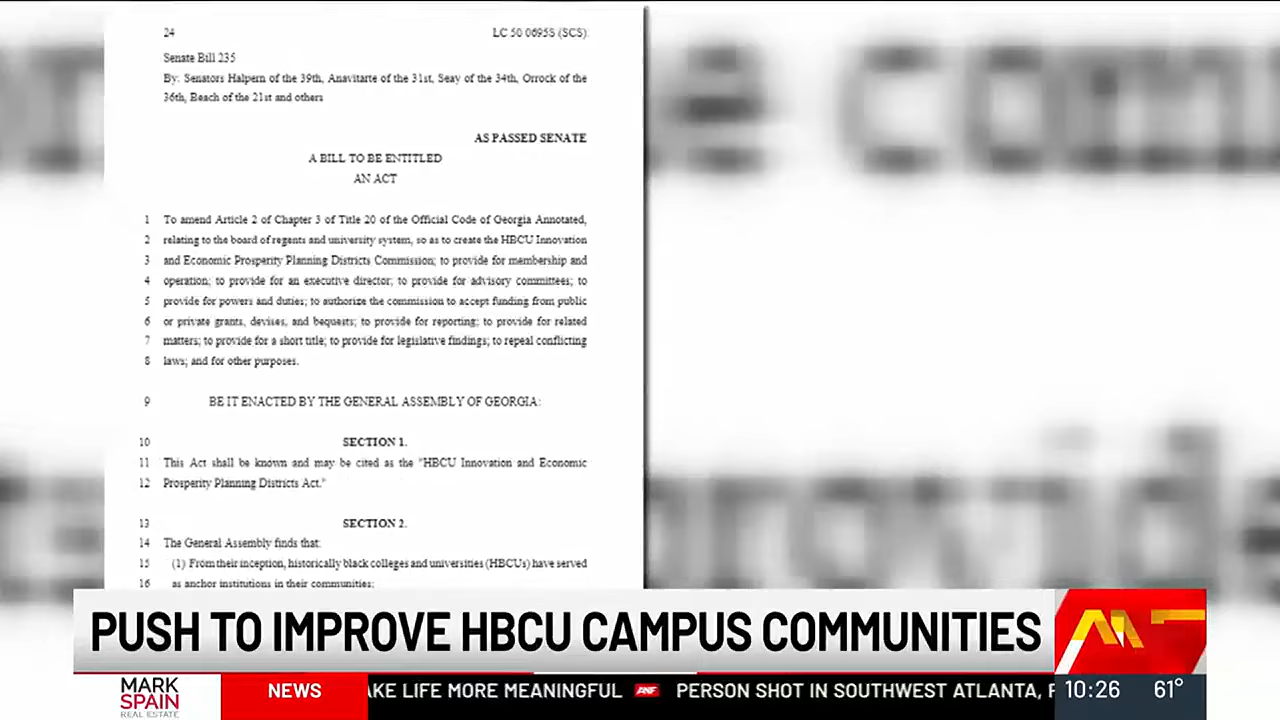 24 LC 50 0695S (SCS)
Senate Bill 235
By: Senators Halpern of the 39th, Anavitarte of the 31st, Seay of the 34th, Orrock of the
36th, Beach of the 21st and others
AS PASSED SENATE
A BILL TO BE ENTITLED
AN ACT
1 To amend Article 2 of Chapter 3 of Title 20 of the Official Code of Georgia Annotated,
2 relating to the board of regents and university system, so as to create the HBCU Innovation
3 and Economic Prosperity Planning Districts Commission; to provide for membership and
4 operation; to provide for an executive director; to provide for advisory committees; to
5 provide for powers and duties; to authorize the commission to accept funding from public
6 or private grants, devises, and bequests; to provide for reporting; to provide for related
7 matters; to provide for a short title; to provide for legislative findings; to repeal conflicting
8 laws; and for other purposes.
9 BE IT ENACTED BY THE GENERAL ASSEMBLY OF GEORGIA:
10 SECTION 1.
11 This Act shall be known and may be cited as the "HBCU Innovation and Economic
12 Prosperity Planning Districts Act."
13 SECTION 2.
14 The General Assembly finds that:
15 (1) From their inception, historically black colleges and universities (HBCUs) have served
16 as anchor institutions in their communities;
PUSH TO IMPROVE HBCU CAMPUS COMMUNITIES
MARK
SPAIN
REAL ESTATE
NEWS
AKE LIFE MORE MEANINGFUL ANF PERSON SHOT IN SOUTHWEST ATLANTA,
10:26 61°